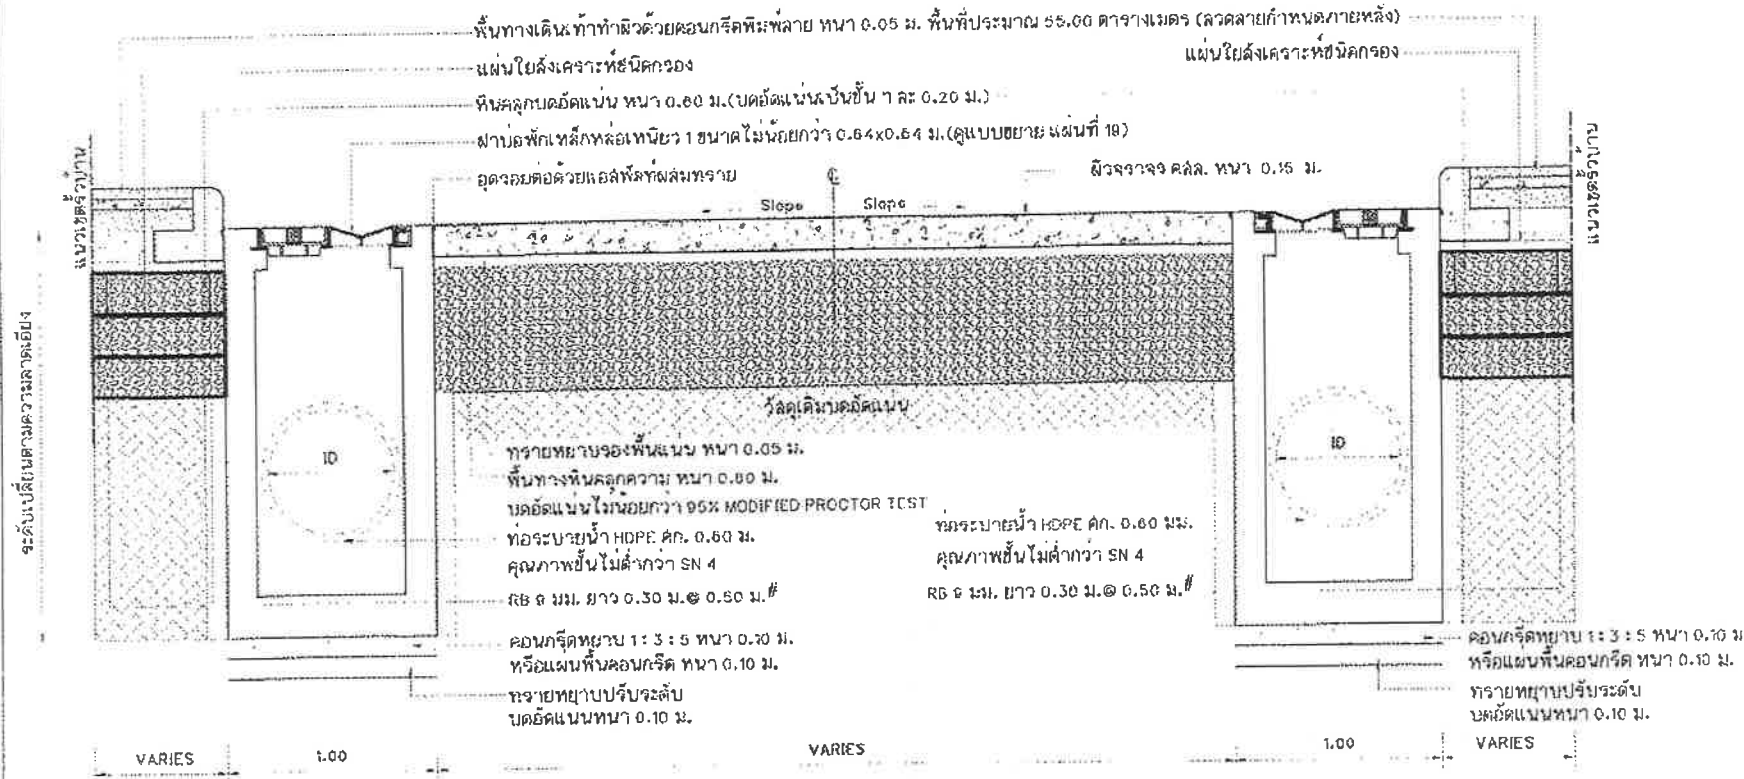 พื้นทางเดินเท้าทำผิวด้วยคอนกรีตพิมพ์ลาย หนา 0.05 ม. พื้นที่ประมาณ 55.00 ตารางเมตร (ลวดลายกำหนดภายหลัง)
แผ่นใยสังเคราะห์ชนิดกรอง
แผ่นใยสังเคราะห์ชนิดกรอง
หินคลุกบดอัดแน่น หนา 0.60 ม.(บดอัดแน่นเป็นชั้น ๆ ละ 0.20 ม.)
ฝาบ่อพักเหล็กหล่อเหนียว 1 ขนาดไม่น้อยกว่า 0.64x0.64 ม.(ดูแบบขยาย แผ่นที่ 19)
อุดรอยต่อด้วยแอสฟัลท์ผสมทราย
ผิวจราจร คสล. หนา 0.15 ม.
แนวเขตรั้วบ้าน
แนวเขตรั้วบ้าน
Slope
Slope
ระดับเปลี่ยนตามความลาดเอียง
วัสดุเดิมบดอัดแน่น
ID
ID
ทรายหยาบรองพื้นแน่น หนา 0.05 ม.
พื้นทางหินคลุกความ หนา 0.60 ม.
บดอัดแน่นไม่น้อยกว่า 95% MODIFIED PROCTOR TEST
ท่อระบายน้ำ HDPE ศก. 0.60 ม.
คุณภาพชั้นไม่ต่ำกว่า SN 4
RB 9 มม. ยาว 0.30 ม.@ 0.50 ม.#
ท่อระบายน้ำ HDPE ศก. 0.60 มม.
คุณภาพชั้นไม่ต่ำกว่า SN 4
RB 9 มม. ยาว 0.30 ม.@ 0.50 ม.#
คอนกรีตหยาบ 1: 3 : 5 หนา 0.10 ม.
หรือแผ่นพื้นคอนกรีต หนา 0.10 ม.
ทรายหยาบปรับระดับ
บดอัดแน่นหนา 0.10 ม.
คอนกรีตหยาบ 1: 3 : 5 หนา 0.10 ม
หรือแผ่นพื้นคอนกรีต หนา 0.10 ม.
ทรายหยาบปรับระดับ
บดอัดแน่นหนา 0.10 ม.
VARIES
1.00
VARIES
1.00
VARIES